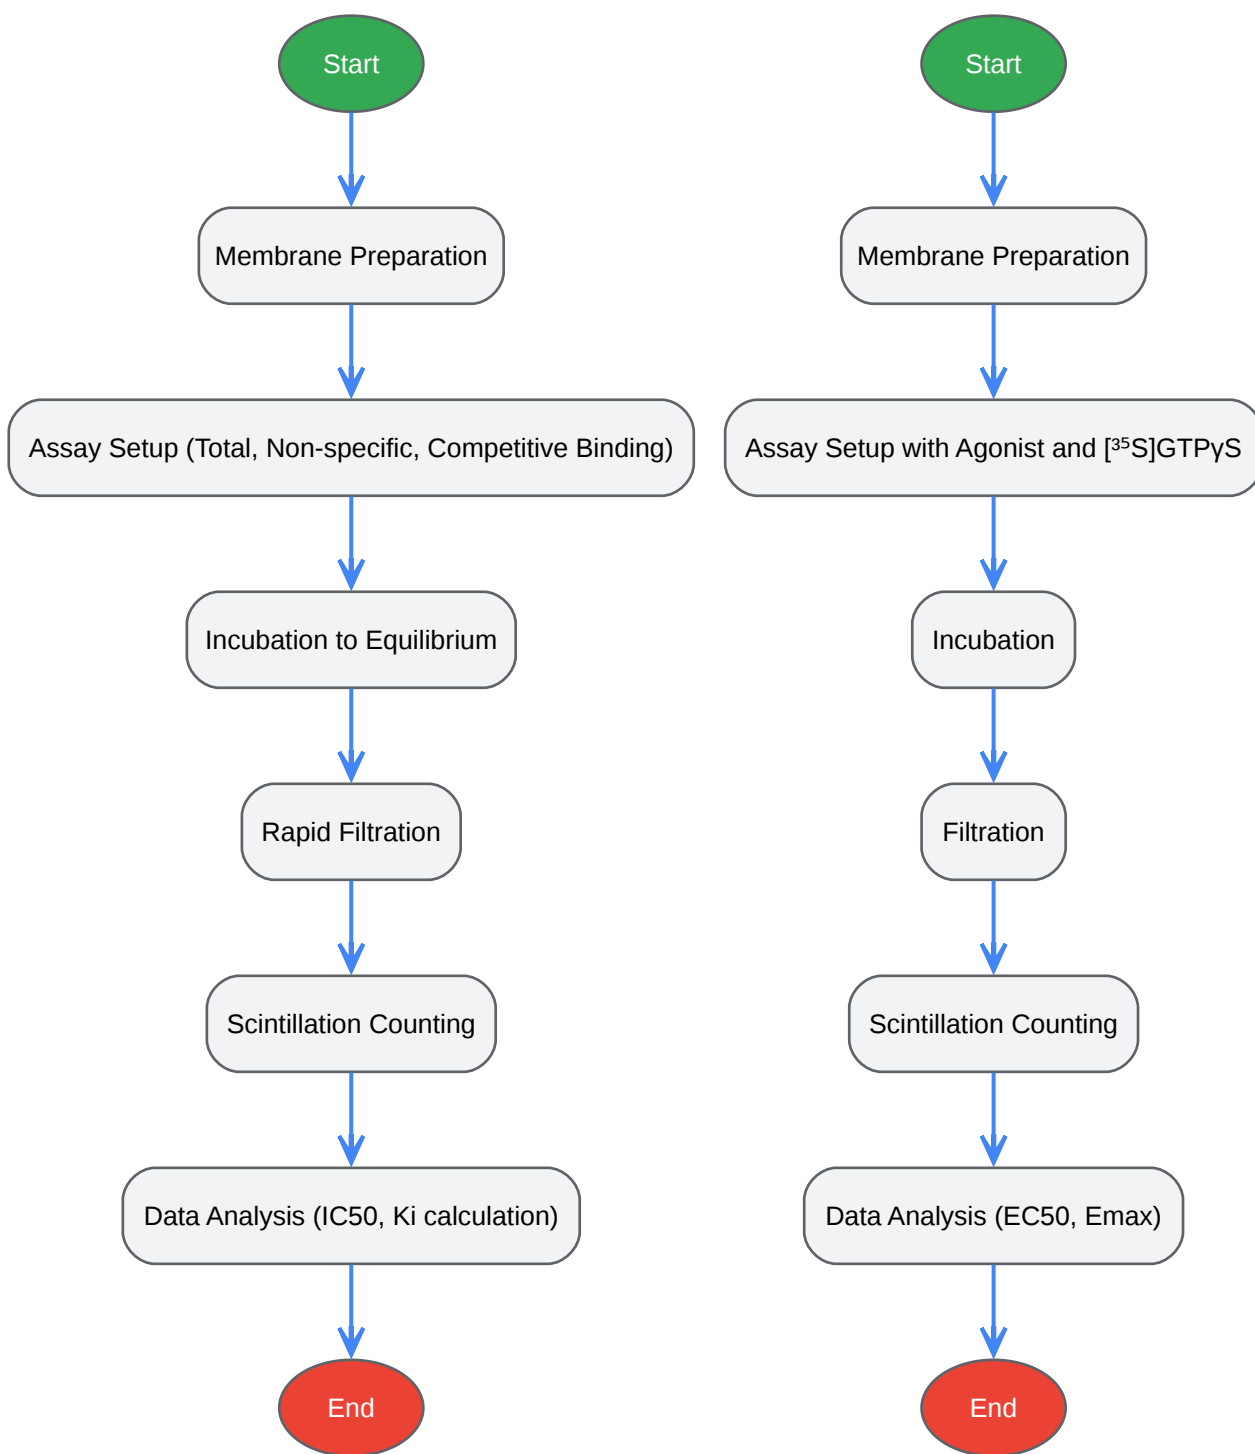 Start
Membrane Preparation
Assay Setup (Total, Non-specific, Competitive Binding)
Incubation to Equilibrium
Rapid Filtration
Scintillation Counting
Data Analysis (IC50, Ki calculation)
End
Start
Membrane Preparation
Assay Setup with Agonist and [³⁵S]GTPγS
Incubation
Filtration
Scintillation Counting
Data Analysis (EC50, Emax)
End